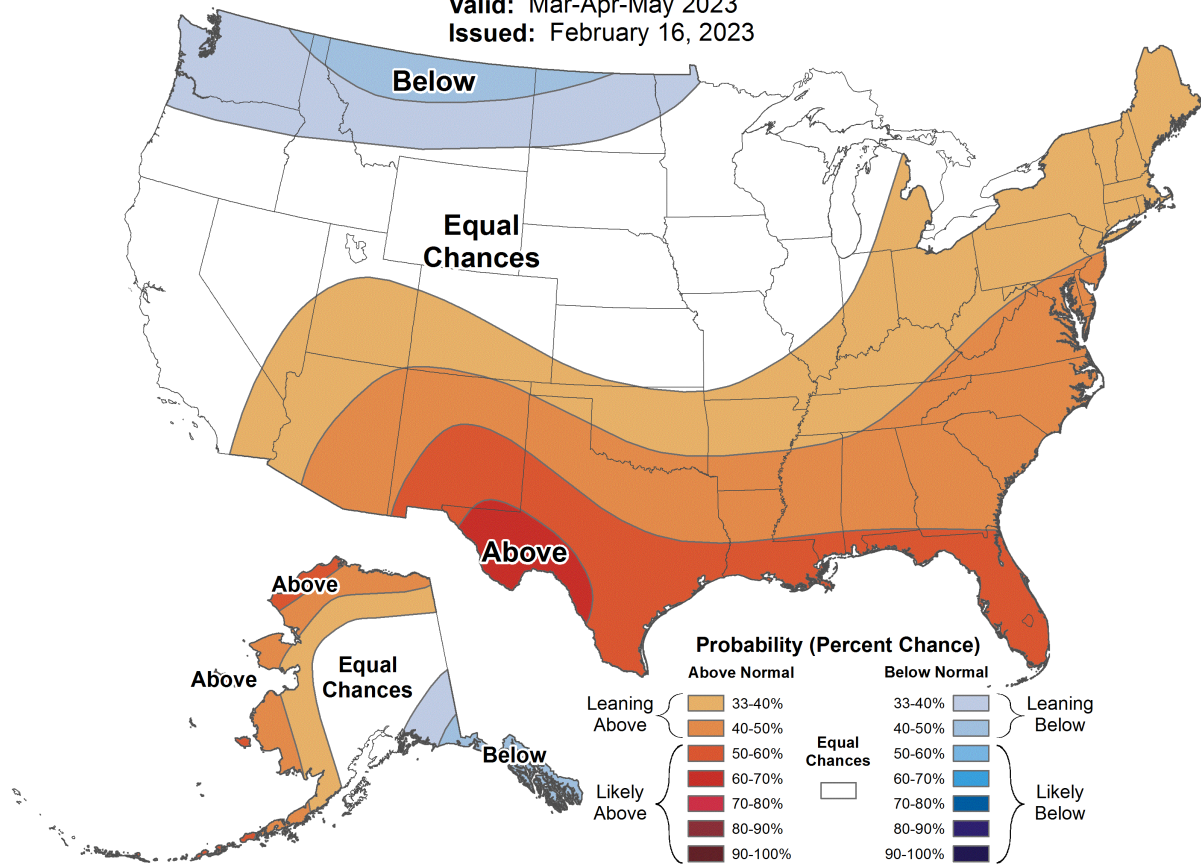 Valid: Mar-Apr-May 2023
Issued: February 16, 2023
Below
Equal
Chances
Above
Above
Above
Equal
Chances
Below
Probability (Percent Chance)
Above Normal
Below Normal
Leaning
Above
33-40%
40-50%
Likely
Above
50-60%
60-70%
70-80%
80-90%
90-100%
Equal
Chances
33-40%
40-50%
Leaning
Below
50-60%
60-70%
70-80%
80-90%
90-100%
Likely
Below